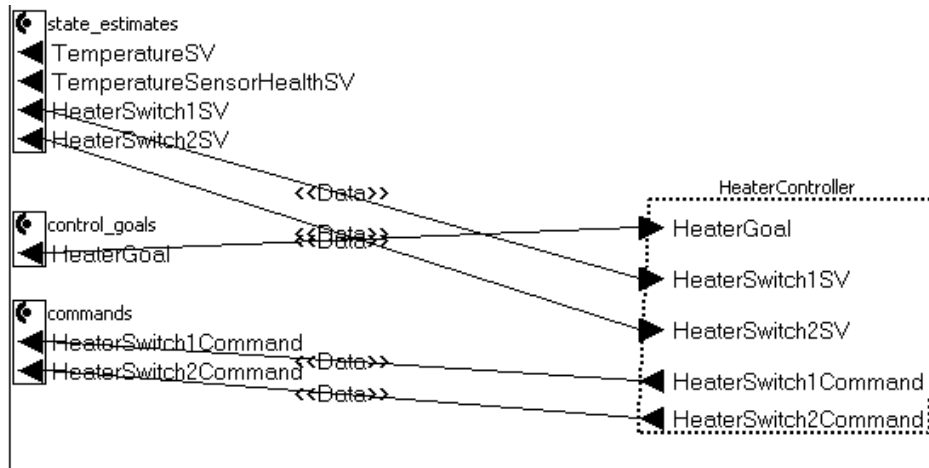 state_estimates
TemperatureSV
TemperatureSensorHealthSV
HeaterSwitch1SV
HeaterSwitch2SV
<<Data>>
HeaterController
control_goals
<<Data>>
HeaterGoal
<<Data>>
HeaterGoal
HeaterSwitch1SV
commands
HeaterSwitch2SV
HeaterSwitch1Command
<<Data>>
HeaterSwitch2Command
HeaterSwitch1Command
<<Data>>
HeaterSwitch2Command